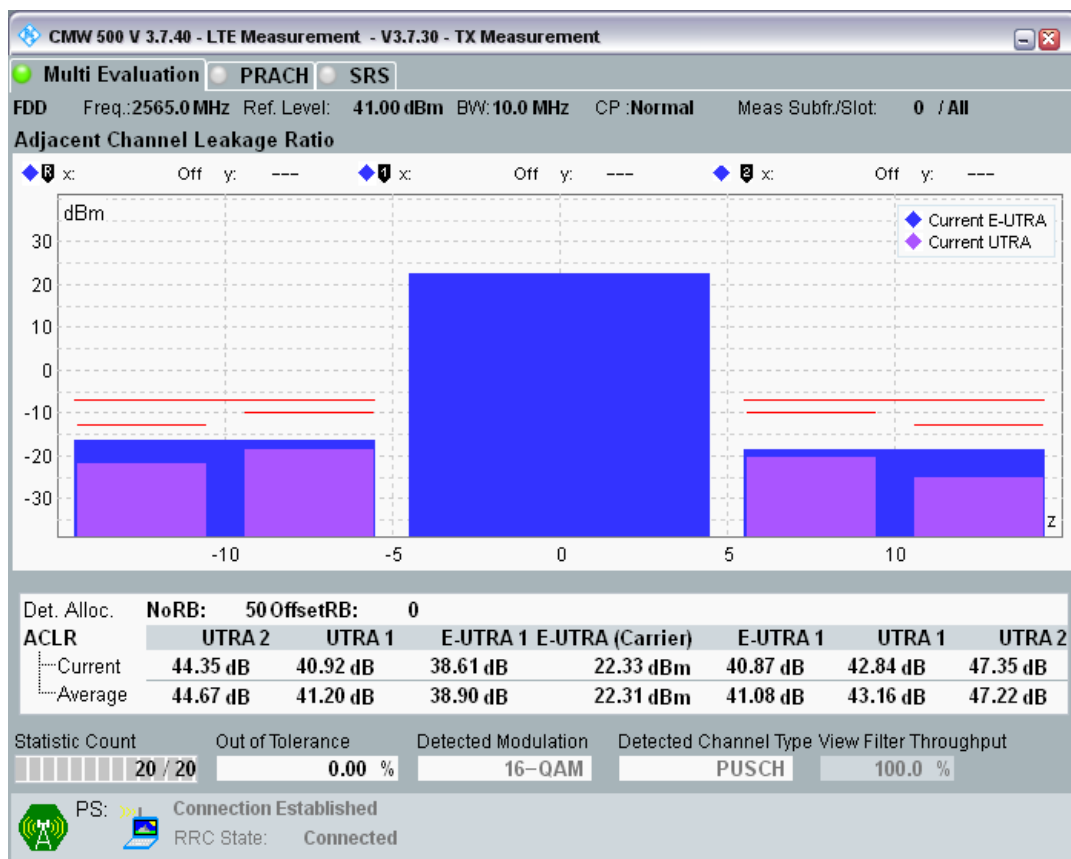 CMW 500 V 3.7.40 - LTE Measurement - V3.7.30 - TX Measurement
Multi Evaluation PRACH SRS
FDD Freq.:2565.0 MHz Ref. Level: 41.00 dBm BW: 10.0 MHz CP :Normal Meas Subfr./Slot: 0 / All
Adjacent Channel Leakage Ratio
R x: Off y: --- 1 x: Off y: --- 2 x: Off y: ---
dBm
Current E-UTRA
Current UTRA
30
20
10
0
-10
-20
-30
z
-10 -5 0 5 10
Det. Alloc. NoRB: 50 OffsetRB: 0
ACLR UTRA 2 UTRA 1 E-UTRA 1 E-UTRA (Carrier) E-UTRA 1 UTRA 1 UTRA 2
Current 44.35 dB 40.92 dB 38.61 dB 22.33 dBm 40.87 dB 42.84 dB 47.35 dB
Average 44.67 dB 41.20 dB 38.90 dB 22.31 dBm 41.08 dB 43.16 dB 47.22 dB
Statistic Count Out of Tolerance Detected Modulation Detected Channel Type View Filter Throughput
20 / 20 0.00 % 16-QAM PUSCH 100.0 %
PS: Connection Established
RRC State: Connected